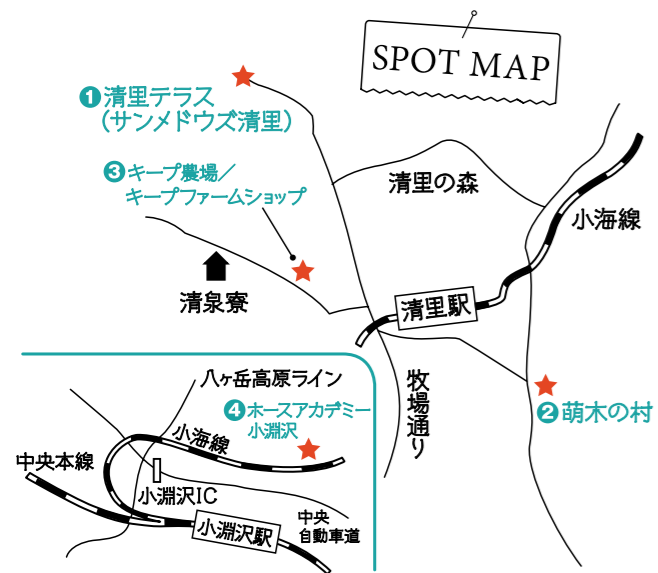 SPOT MAP
❶清里テラス
(サンメドウズ清里)
❸キープ農場/
キープファームショップ
清里の森
小海線
清泉寮
清里駅
牧場通り
❷萌木の村
八ヶ岳高原ライン
❹ホースアカデミー
小淵沢
小海線
中央本線
小淵沢IC
小淵沢駅
中央
自動車道